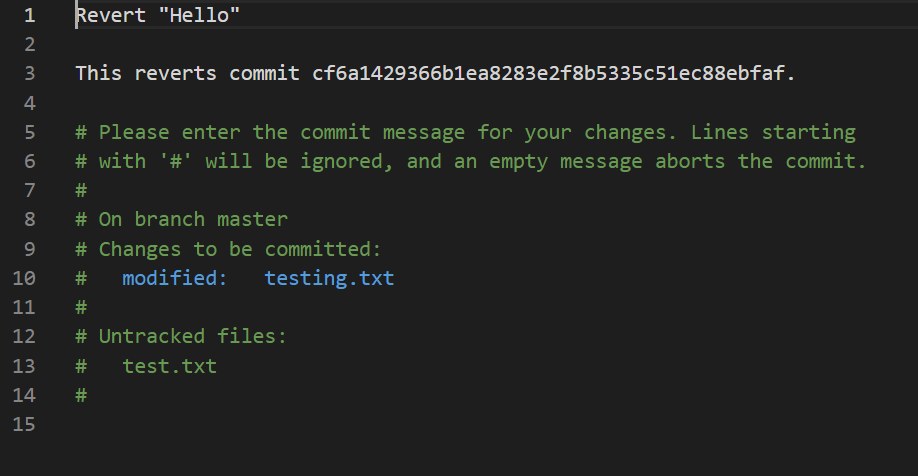 1 Revert "Hello"
2
3 This reverts commit cf6a1429366b1ea8283e2f8b5335c51ec88ebfaf.
4
5 # Please enter the commit message for your changes. Lines starting
6 # with '#' will be ignored, and an empty message aborts the commit.
7 #
8 # On branch master
9 # Changes to be committed:
10 #   modified:   testing.txt
11 #
12 # Untracked files:
13 #   test.txt
14 #
15